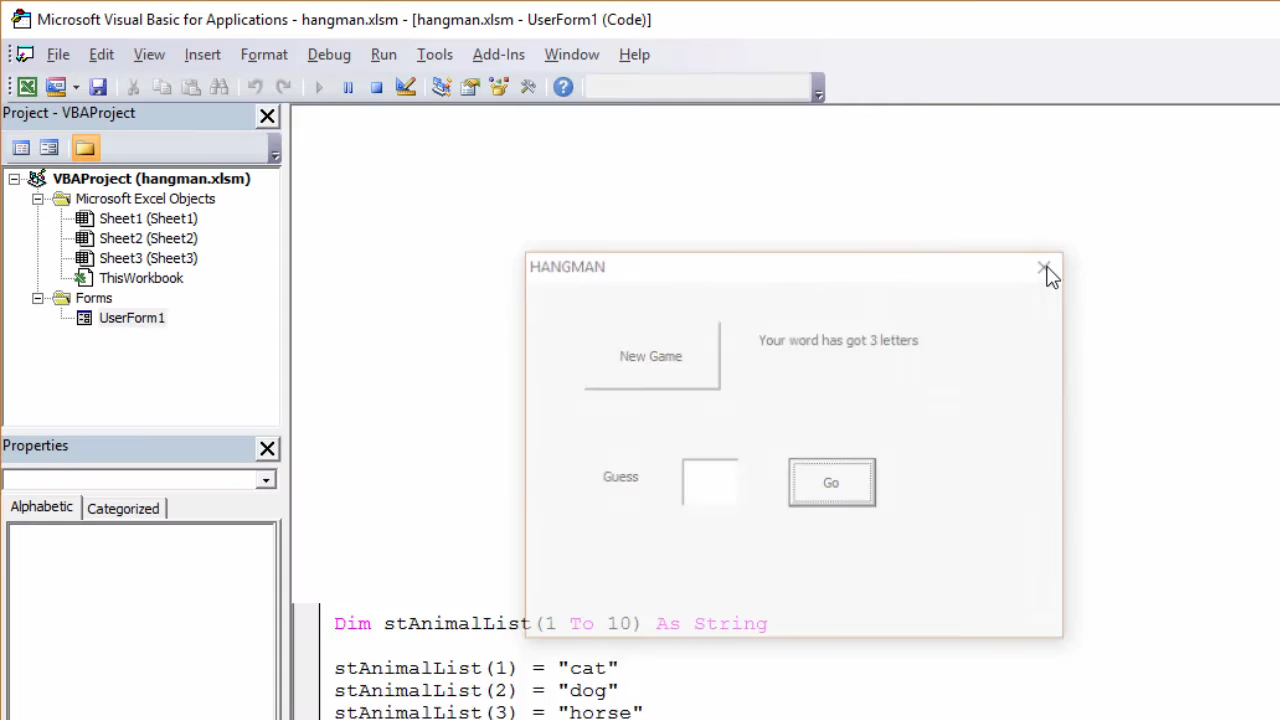 Microsoft Visual Basic for Applications - hangman.xlsm - [hangman.xlsm - UserForm1 (Code)]
File Edit View Insert Format Debug Run Tools Add-Ins Window Help
Project - VBAProject
VBAProject (hangman.xlsm)
Microsoft Excel Objects
Sheet1 (Sheet1)
Sheet2 (Sheet2)
Sheet3 (Sheet3)
ThisWorkbook
Forms
UserForm1
Properties
Alphabetic Categorized
HANGMAN
New Game Your word has got 3 letters
Guess Go
Dim stAnimalList(1 To 10) As String
stAnimalList(1) = "cat"
stAnimalList(2) = "dog"
stAnimalList(3) = "horse"